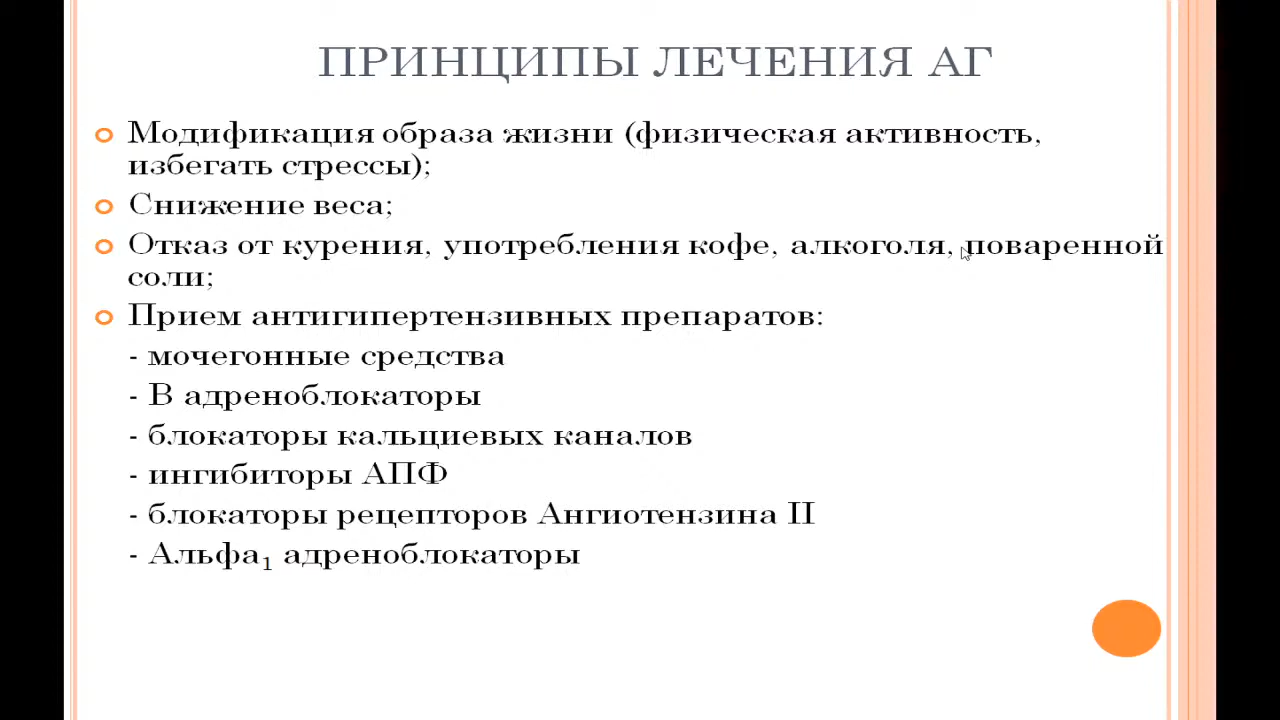 ПРИНЦИПЫ ЛЕЧЕНИЯ АГ
Модификация образа жизни (физическая активность,
избегать стрессы);
Снижение веса;
Отказ от курения, употребления кофе, алкоголя, поваренной
соли;
Прием антигипертензивных препаратов:
- мочегонные средства
- В адреноблокаторы
- блокаторы кальциевых каналов
- ингибиторы АПФ
- блокаторы рецепторов Ангиотензина II
- Альфа₁ адреноблокаторы